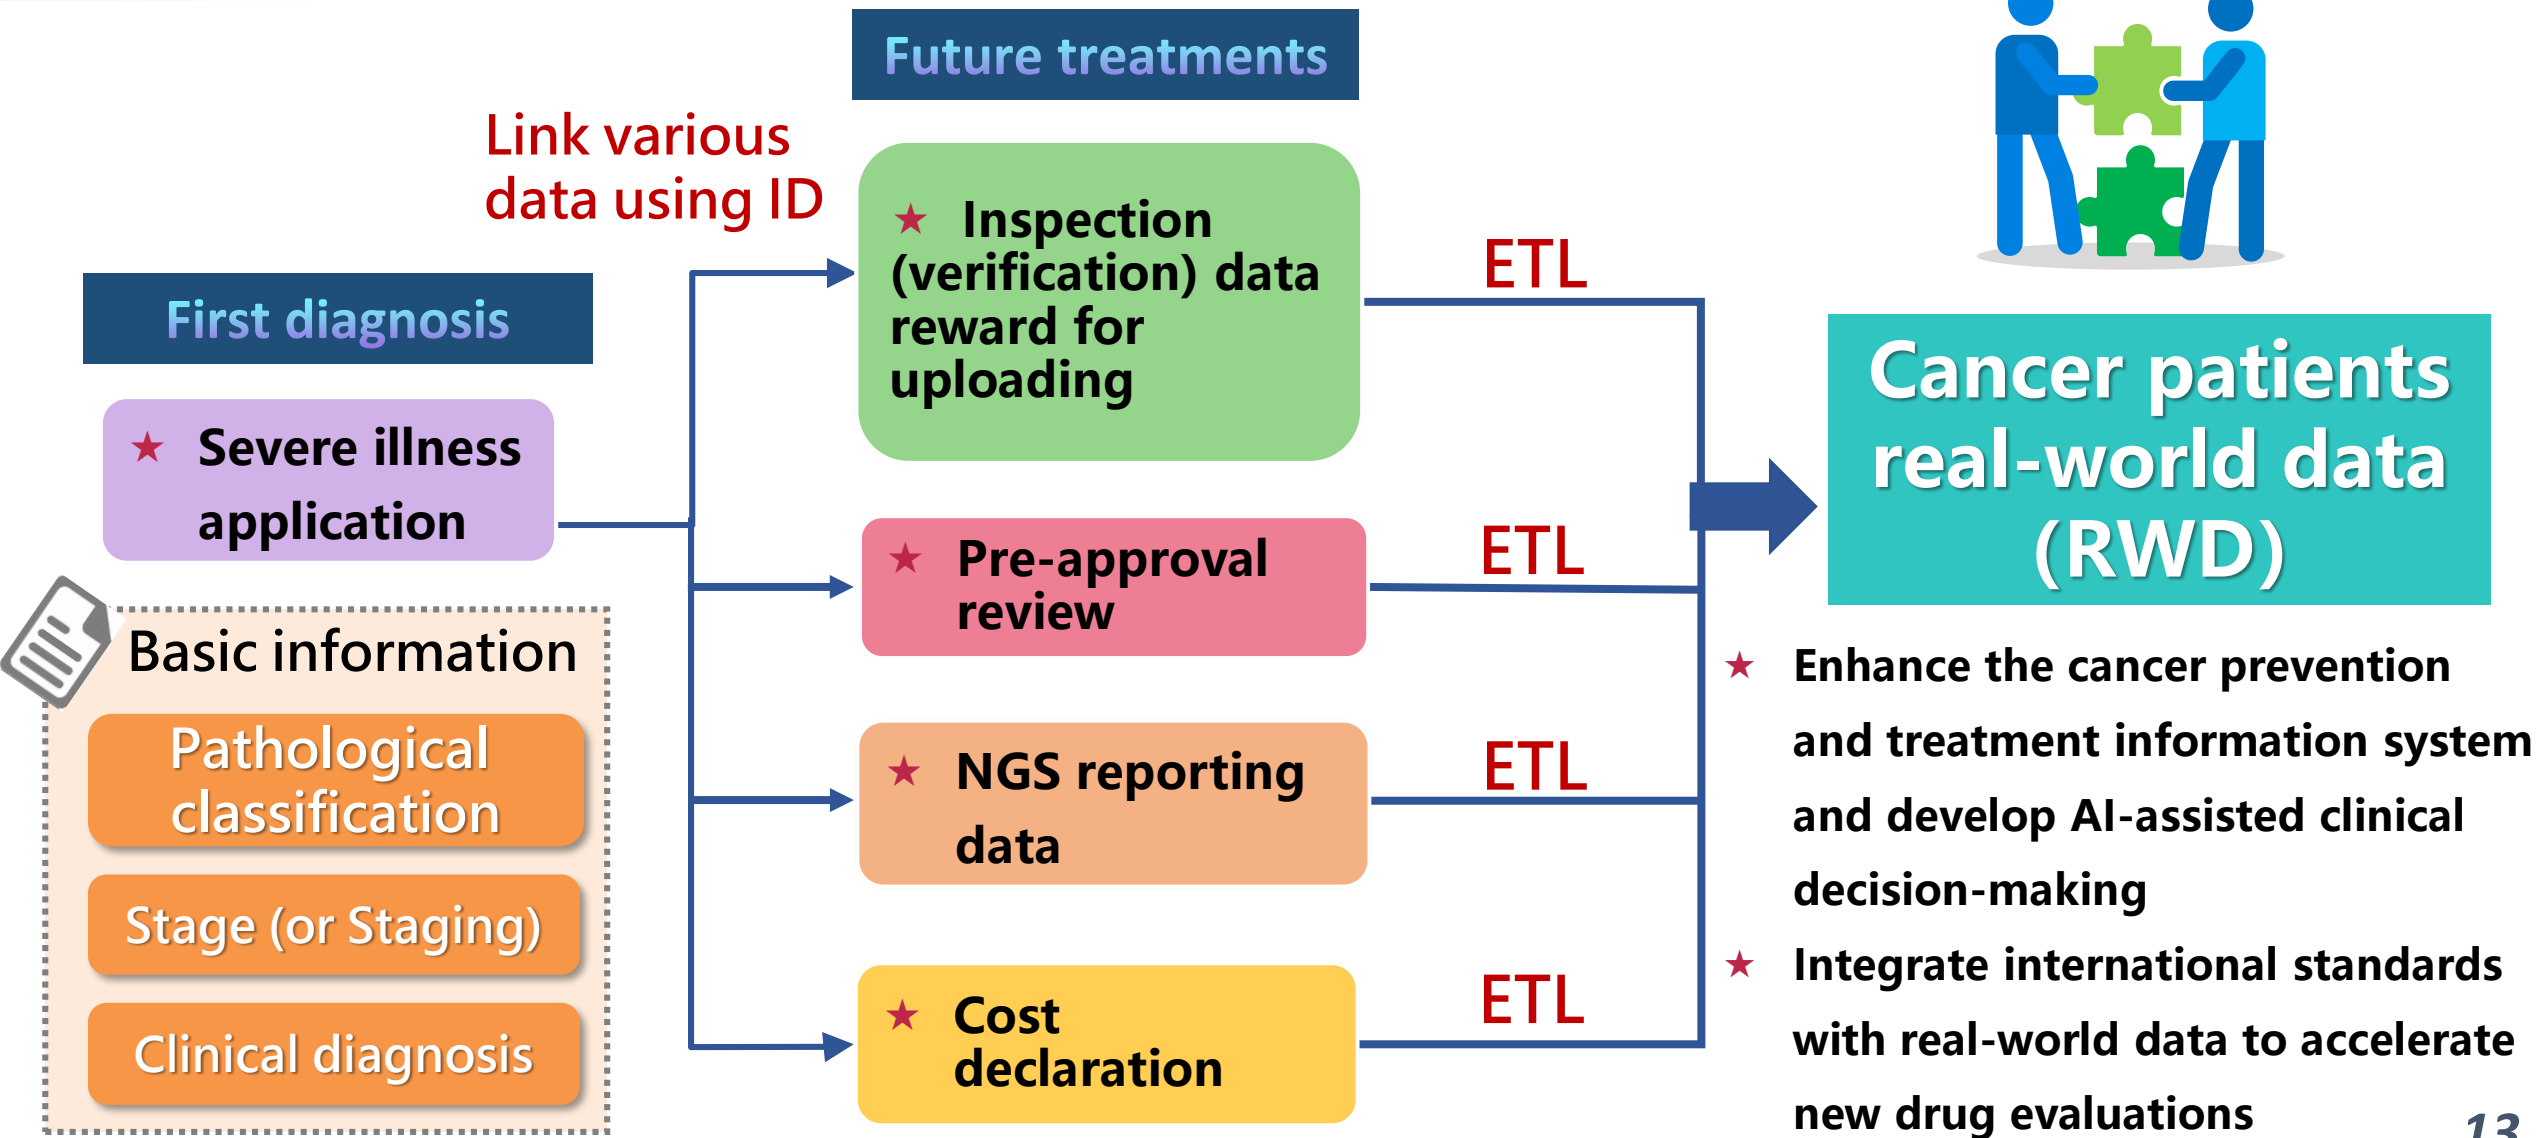 Future treatments
Link various
data using ID
First diagnosis
★ Severe illness
application
Basic information
Pathological
classification
Stage (or Staging)
Clinical diagnosis
★ Inspection
(verification) data
reward for
uploading
★ Pre-approval
review
★ NGS reporting
data
★ Cost
declaration
ETL
ETL
ETL
ETL
Cancer patients
real-world data
(RWD)
★ Enhance the cancer prevention
and treatment information system
and develop AI-assisted clinical
decision-making
★ Integrate international standards
with real-world data to accelerate
new drug evaluations
13